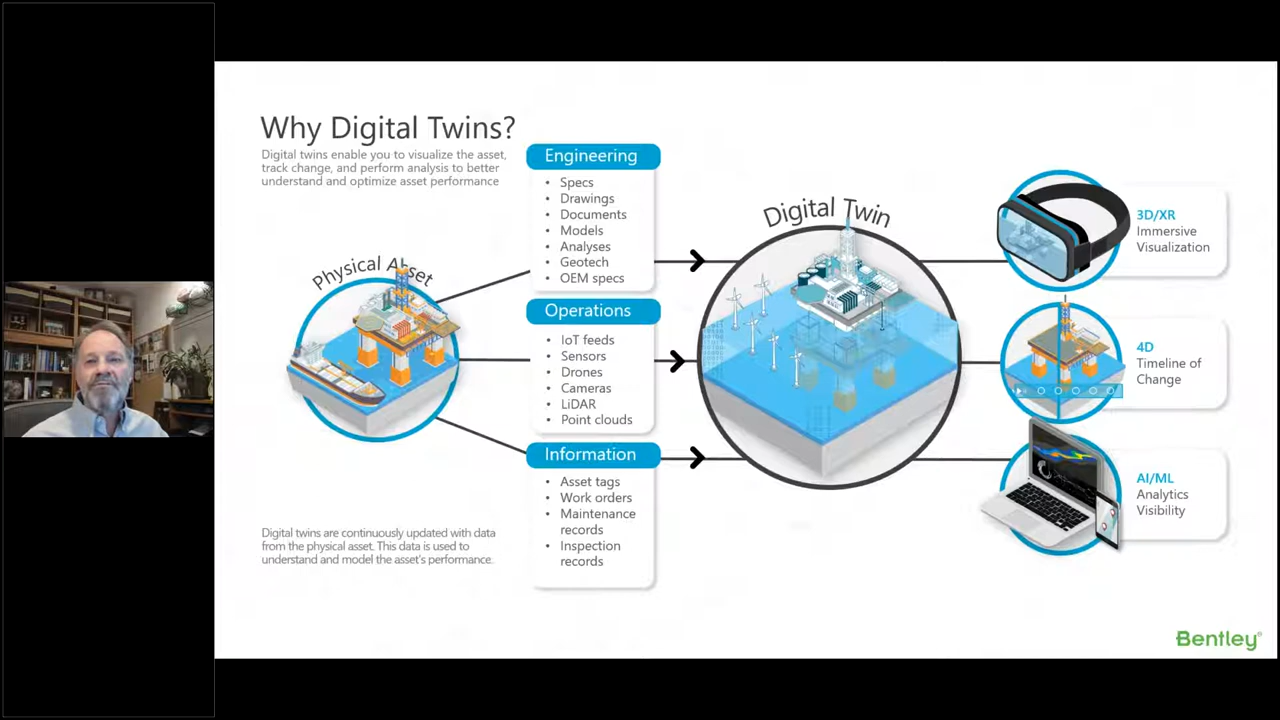 Why Digital Twins?
Digital twins enable you to visualize the asset,
track change, and perform analysis to better
understand and optimize asset performance
Physical Asset
Digital twins are continuously updated with data
from the physical asset. This data is used to
understand and model the asset's performance.
Engineering
• Specs
• Drawings
• Documents
• Models
• Analyses
• Geotech
• OEM specs
Operations
• IoT feeds
• Sensors
• Drones
• Cameras
• LiDAR
• Point clouds
Information
• Asset tags
• Work orders
• Maintenance
records
• Inspection
records
Digital Twin
3D/XR
Immersive
Visualization
4D
Timeline of
Change
AI/ML
Analytics
Visibility
Bentley®